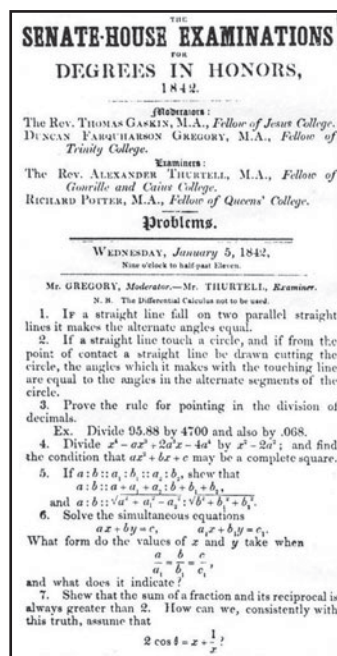 THE
SENATE-HOUSE EXAMINATIONS
FOR
DEGREES IN HONORS,
1842.
Moderators:
The Rev. THOMAS GASKIN, M.A., Fellow of Jesus College.
DUNCAN FARQUHARSON GREGORY, M.A., Fellow of
Trinity College.
Examiners:
The Rev. ALEXANDER THURTELL, M.A., Fellow of
Gonville and Caius College.
RICHARD POTTER, M.A., Fellow of Queens' College.
Problems.
WEDNESDAY, January 5, 1842,
Nine o'clock to half past Eleven.
Mr. GREGORY, Moderator.—Mr. THURTELL, Examiner.
N. B. The Differential Calculus not to be used.
1. IF a straight line fall on two parallel straight
lines it makes the alternate angles equal.
2. If a straight line touch a circle, and if from the
point of contact a straight line be drawn cutting the
circle, the angles which it makes with the touching line
are equal to the angles in the alternate segments of the
circle.
3. Prove the rule for pointing in the division of
decimals.
Ex. Divide 95.88 by 4700 and also by .068.
4. Divide x⁴ − ax³ + 2a³x − 4a⁴ by x² − 2a²; and find
the condition that ax² + bx + c may be a complete square.
5. If a : b :: a₁ : b₁ :: a₂ : b₂, shew that
a : b :: a + a₁ + a₂ : b + b₁ + b₂,
and a : b :: √a² + a₁² − a₂² : √b² + b₁² + b₂².
6. Solve the simultaneous equations
ax + by = c, a₁x + b₁y = c₁.
What form do the values of x and y take when
a/a₁ = b/b₁ = c/c₁,
and what does it indicate?
7. Shew that the sum of a fraction and its reciprocal is
always greater than 2. How can we, consistently with
this truth, assume that
2 cos θ = x + 1/x?